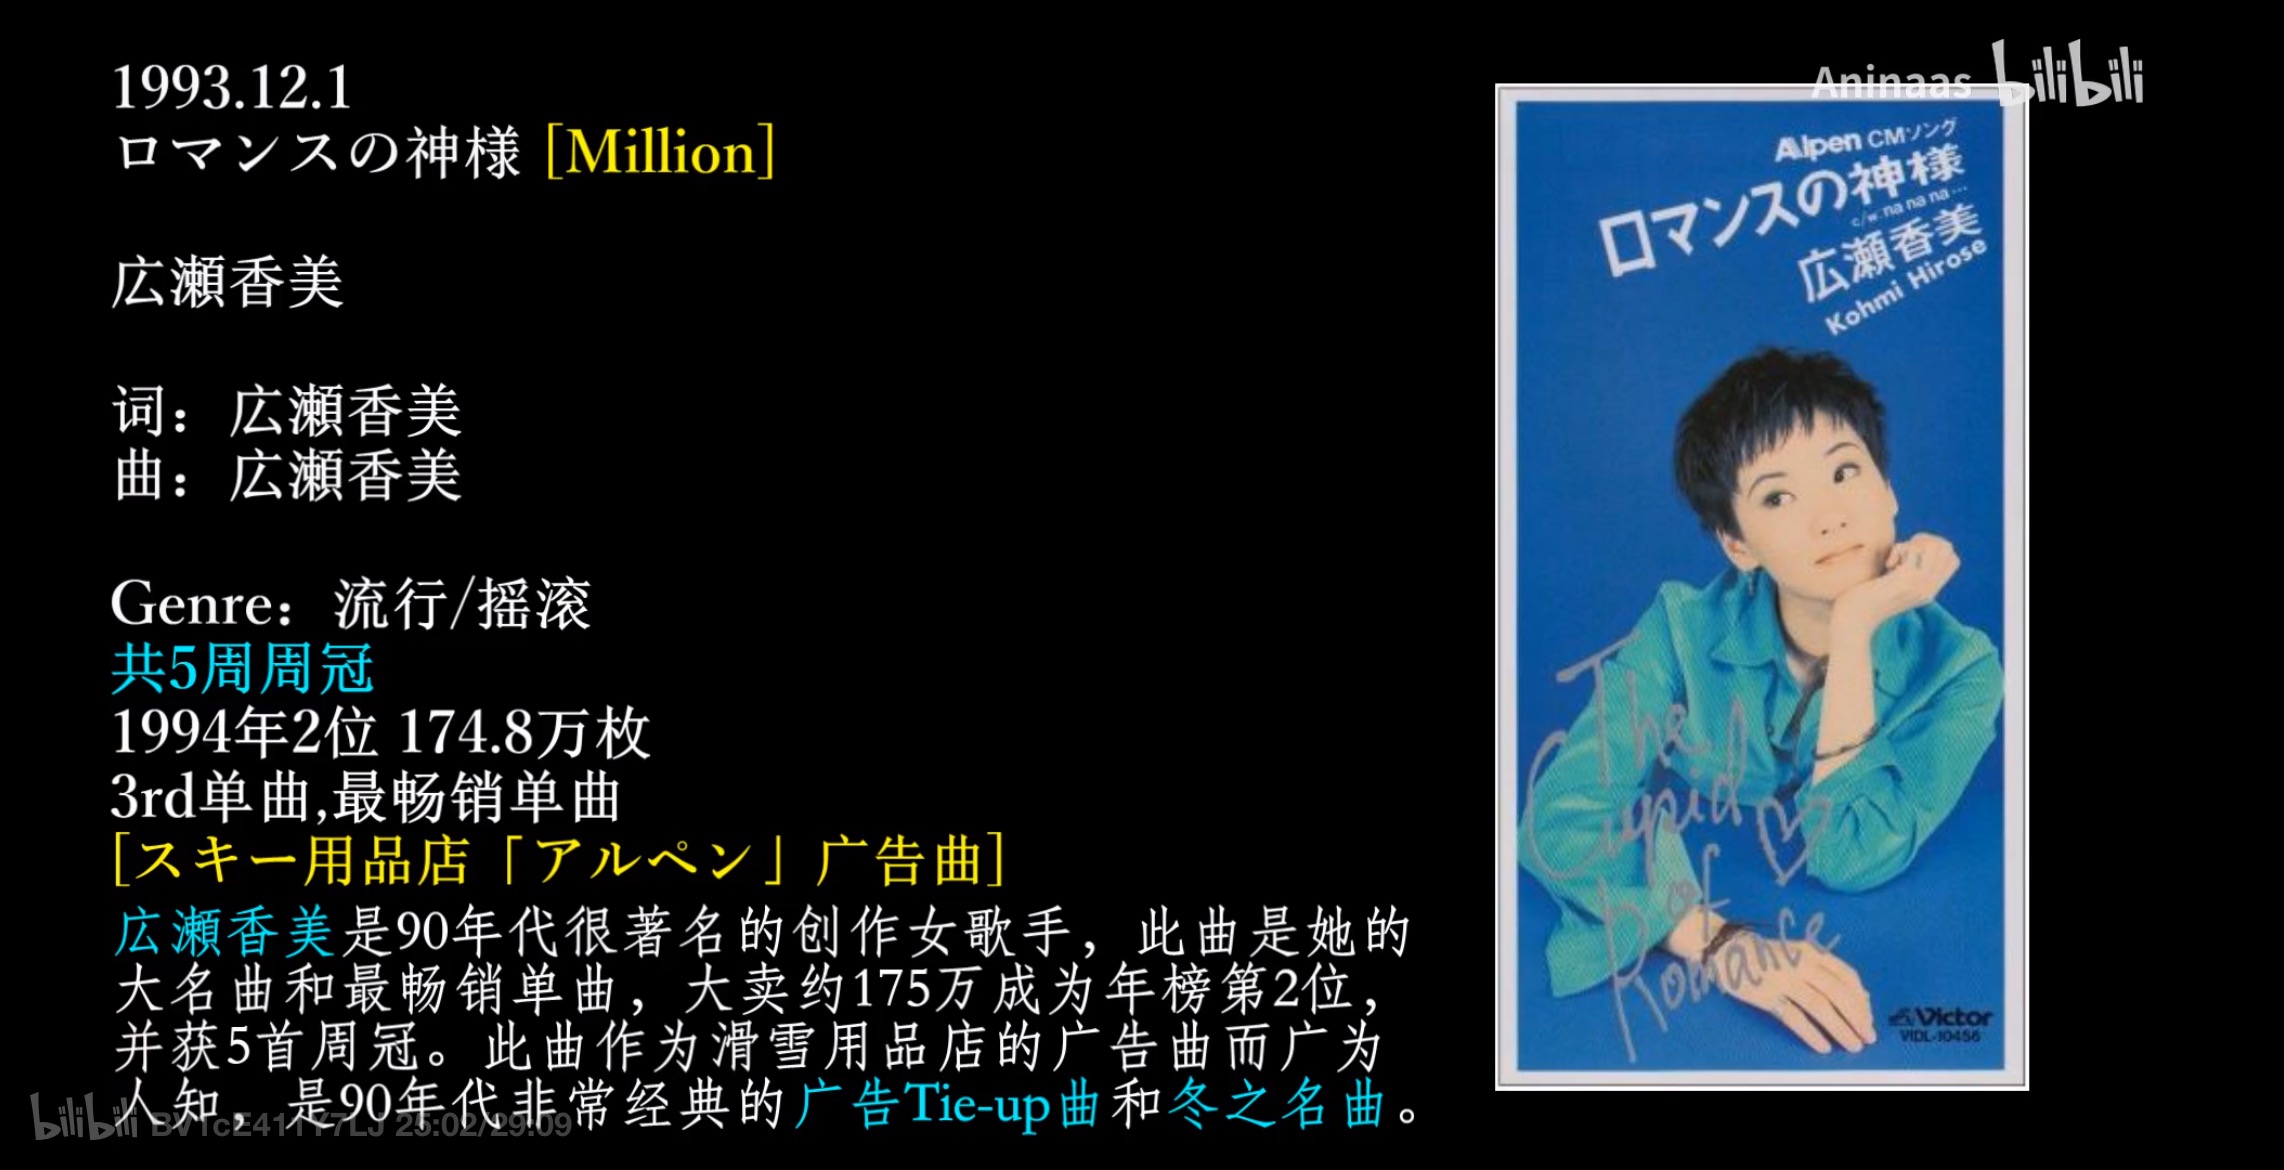 1993.12.1
ロマンスの神様 [Million]
広瀬香美
词：広瀬香美
曲：広瀬香美
Genre：流行/摇滚
共5周周冠
1994年2位 174.8万枚
3rd单曲,最畅销单曲
[スキー用品店「アルペン」广告曲]
広瀬香美是90年代很著名的创作女歌手，此曲是她的
大名曲和最畅销单曲，大卖约175万成为年榜第2位，
并获5首周冠。此曲作为滑雪用品店的广告曲而广为
人知，是90年代非常经典的广告Tie-up曲和冬之名曲。
Aninaas bilibili
Alpen CMソング
ロマンスの神様
c/w na na na…
広瀬香美
Kohmi Hirose
The
Cupid
of
Romance
Victor
VIDL-10456
bilibili BV1cE411Y7LJ 25:02/29:09